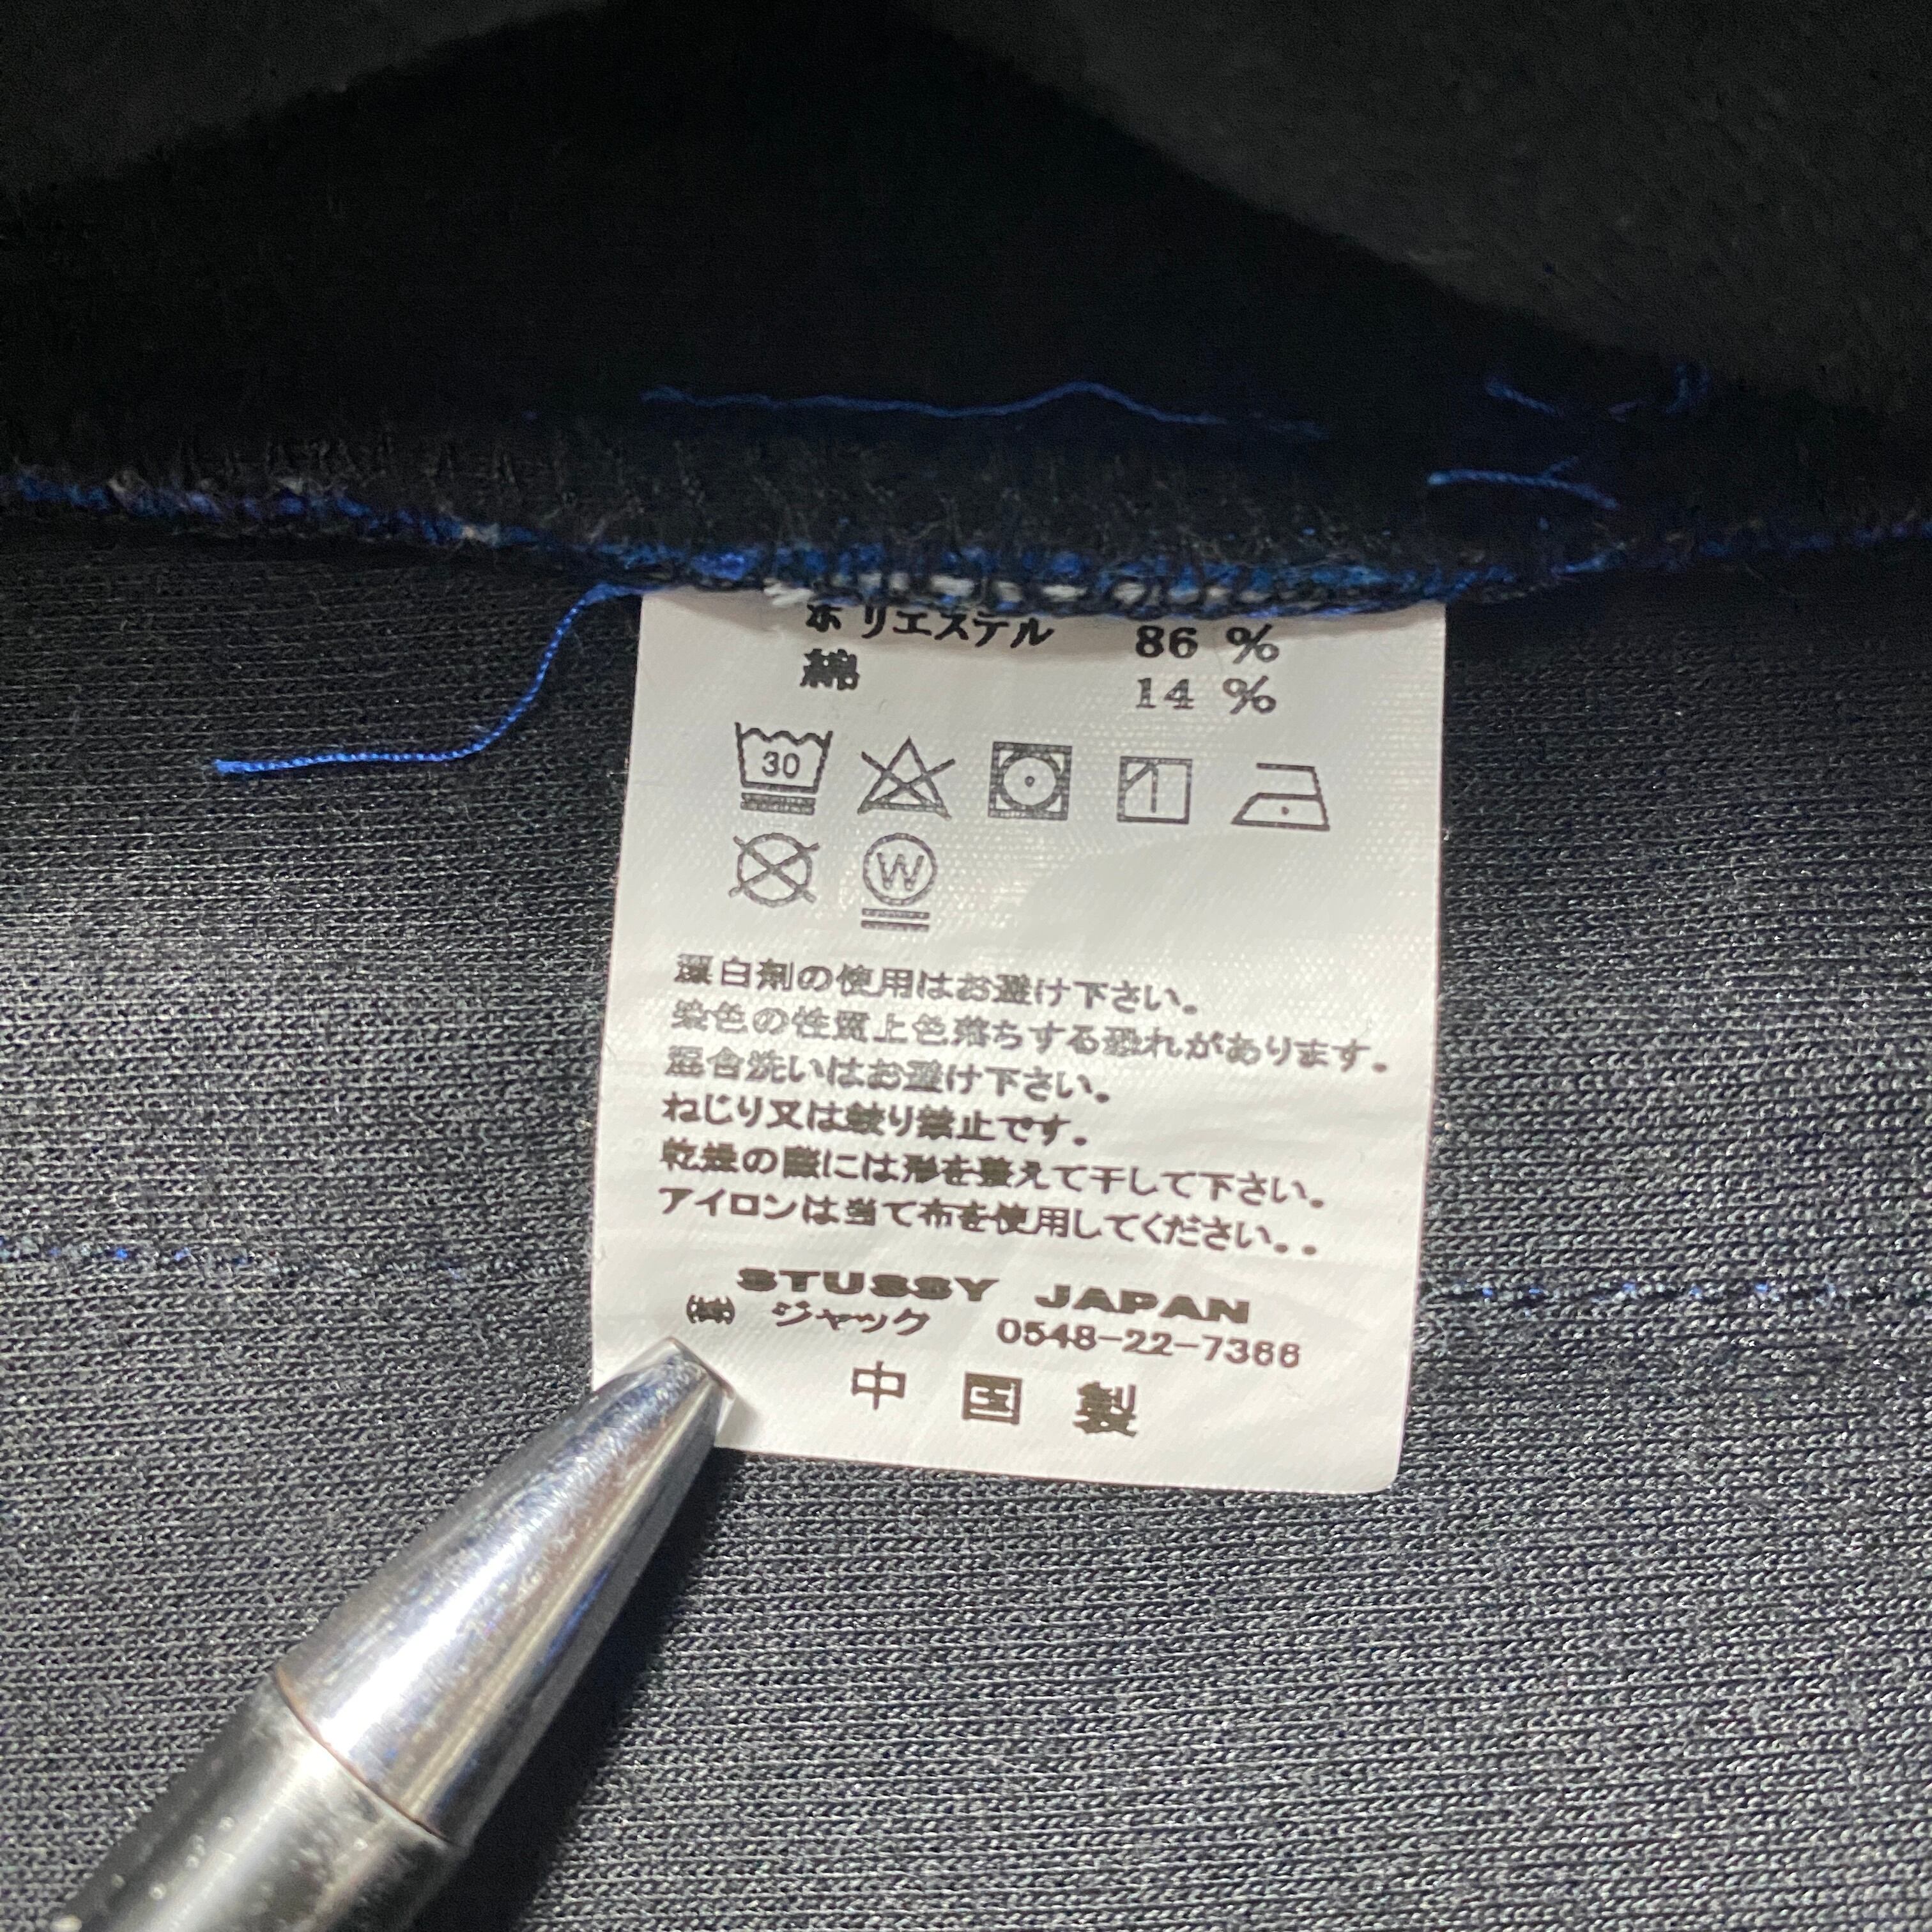 ポリエステル 86 %
綿 14 %
30
W
漂白剤の使用はお避け下さい。
染色の性質上色落ちする恐れがあります。
混合洗いはお避け下さい。
ねじり又は絞り禁止です。
乾燥の際には形を整えて干して下さい。
アイロンは当て布を使用してください。。
STUSSY JAPAN
㈱ ジャック 0548-22-7366
中国製